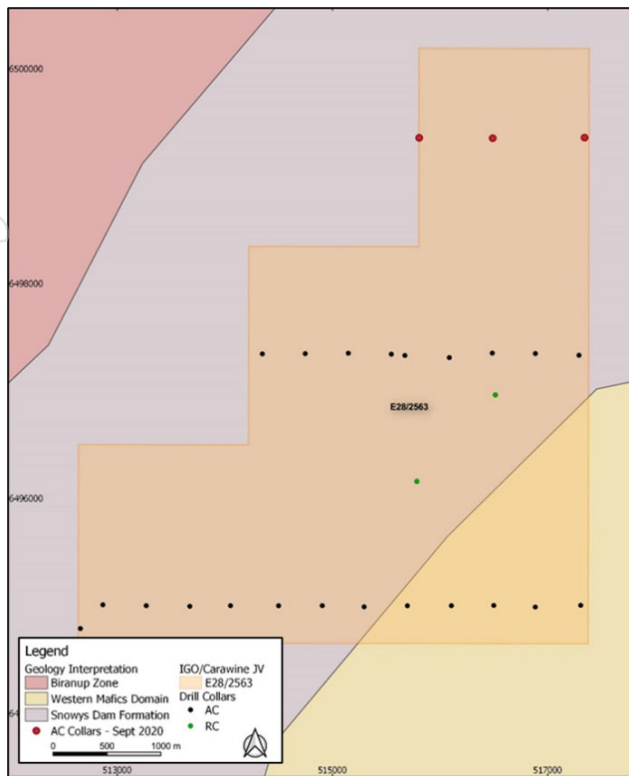 6500000
6498000
E28/2563
6496000
Legend
Geology Interpretation
Biranup Zone
Western Mafics Domain
Snowys Dam Formation
AC Collars - Sept 2020
0 500 1000 m
IGO/Carawine JV
E28/2563
Drill Collars
AC
RC
513000
515000
517000